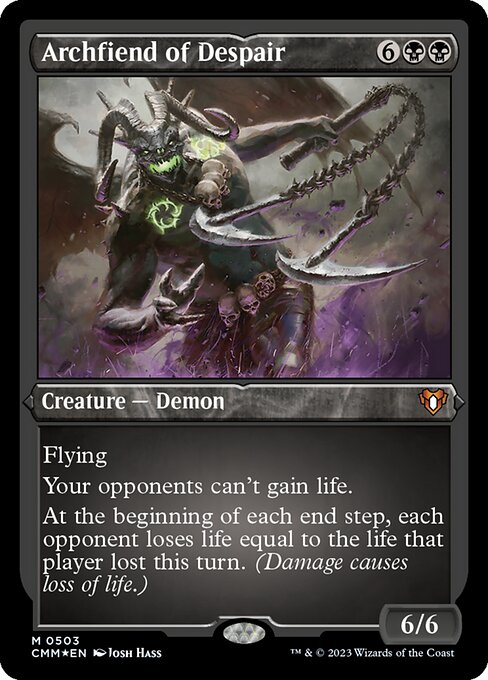 Archfiend of Despair 6
Creature — Demon
Flying
Your opponents can't gain life.
At the beginning of each end step, each
opponent loses life equal to the life that
player lost this turn. (Damage causes
loss of life.)
6/6
M 0503
CMM★EN Josh Hass
™ & © 2023 Wizards of the Coast